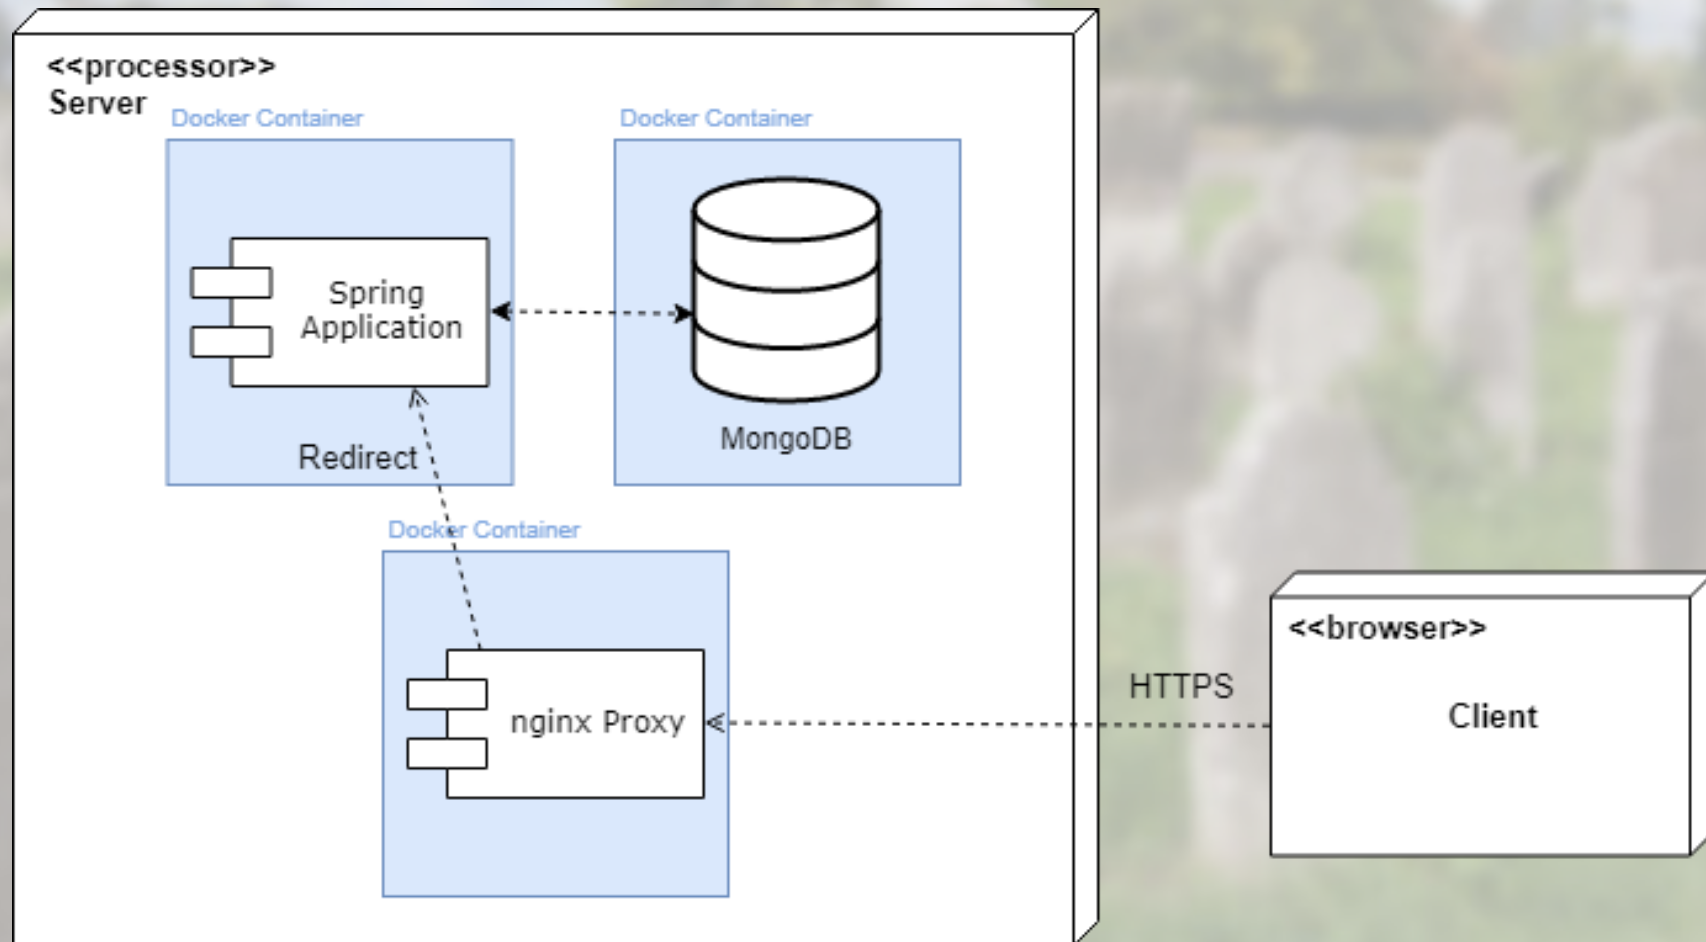 <<processor>>
Server
Docker Container
Docker Container
Spring
Application
MongoDB
Redirect
Docker Container
nginx Proxy
HTTPS
<<browser>>
Client